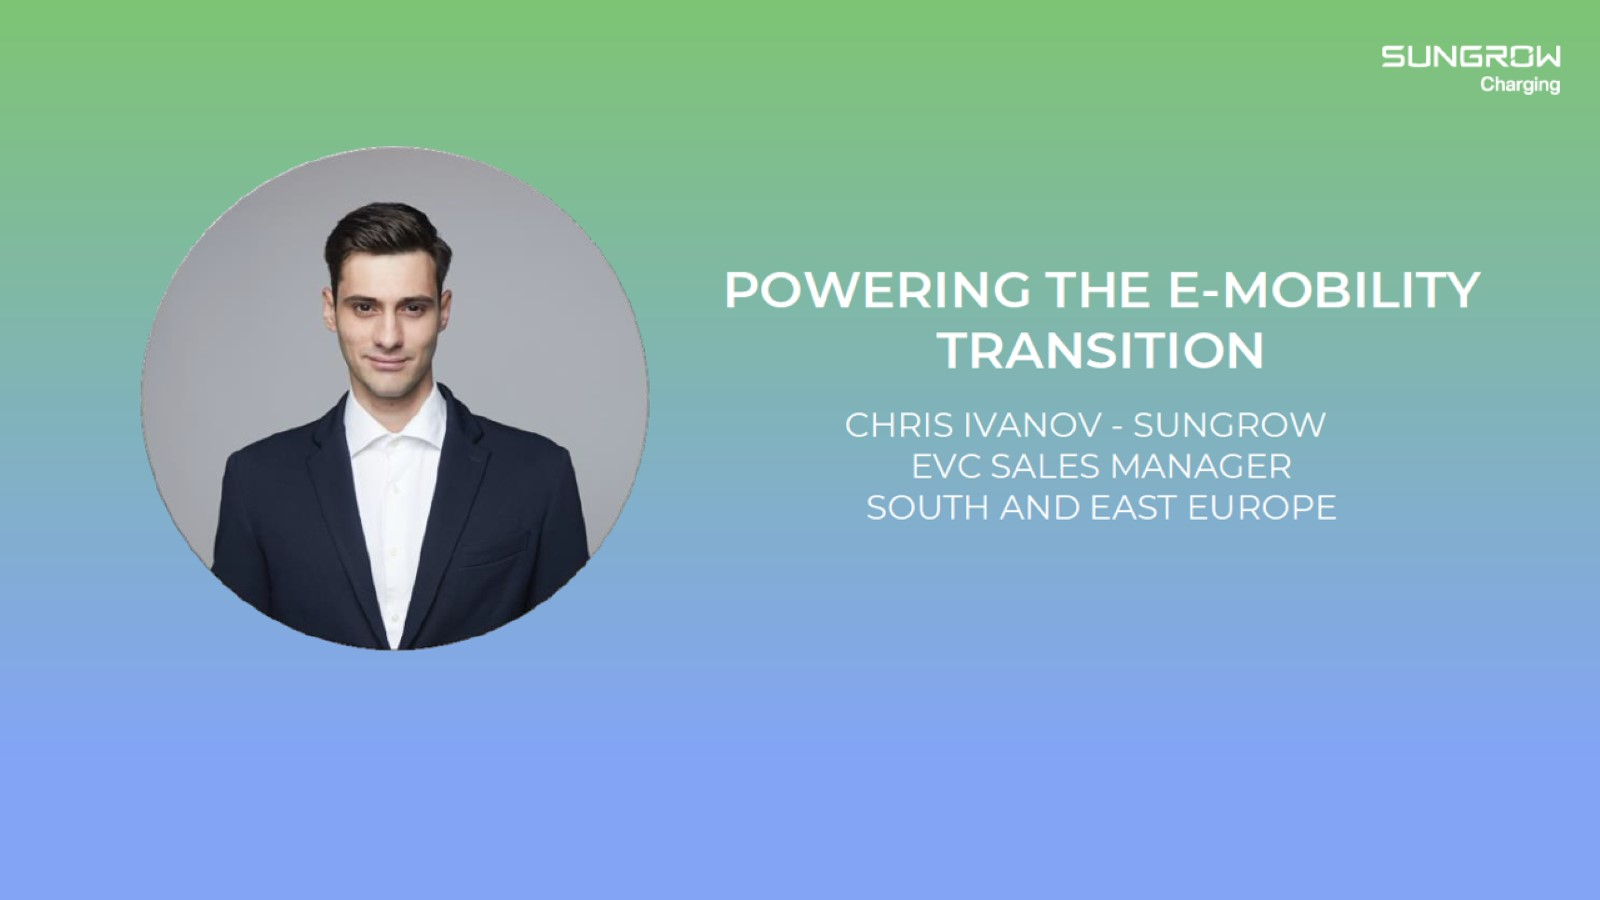 SUNGROW
Charging
POWERING THE E-MOBILITY
TRANSITION
CHRIS IVANOV - SUNGROW
EVC SALES MANAGER
SOUTH AND EAST EUROPE